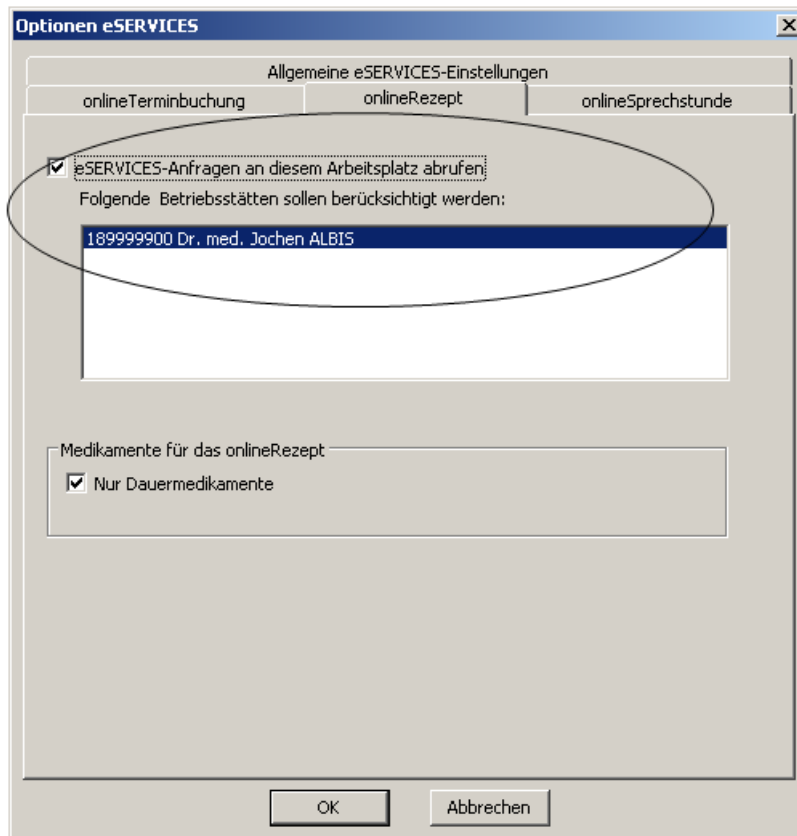 Optionen eSERVICES
Allgemeine eSERVICES-Einstellungen
onlineTerminbuchung onlineRezept onlineSprechstunde
eSERVICES-Anfragen an diesem Arbeitsplatz abrufen
Folgende Betriebsstätten sollen berücksichtigt werden:
189999900 Dr. med. Jochen ALBIS
Medikamente für das onlineRezept
Nur Dauermedikamente
OK Abbrechen